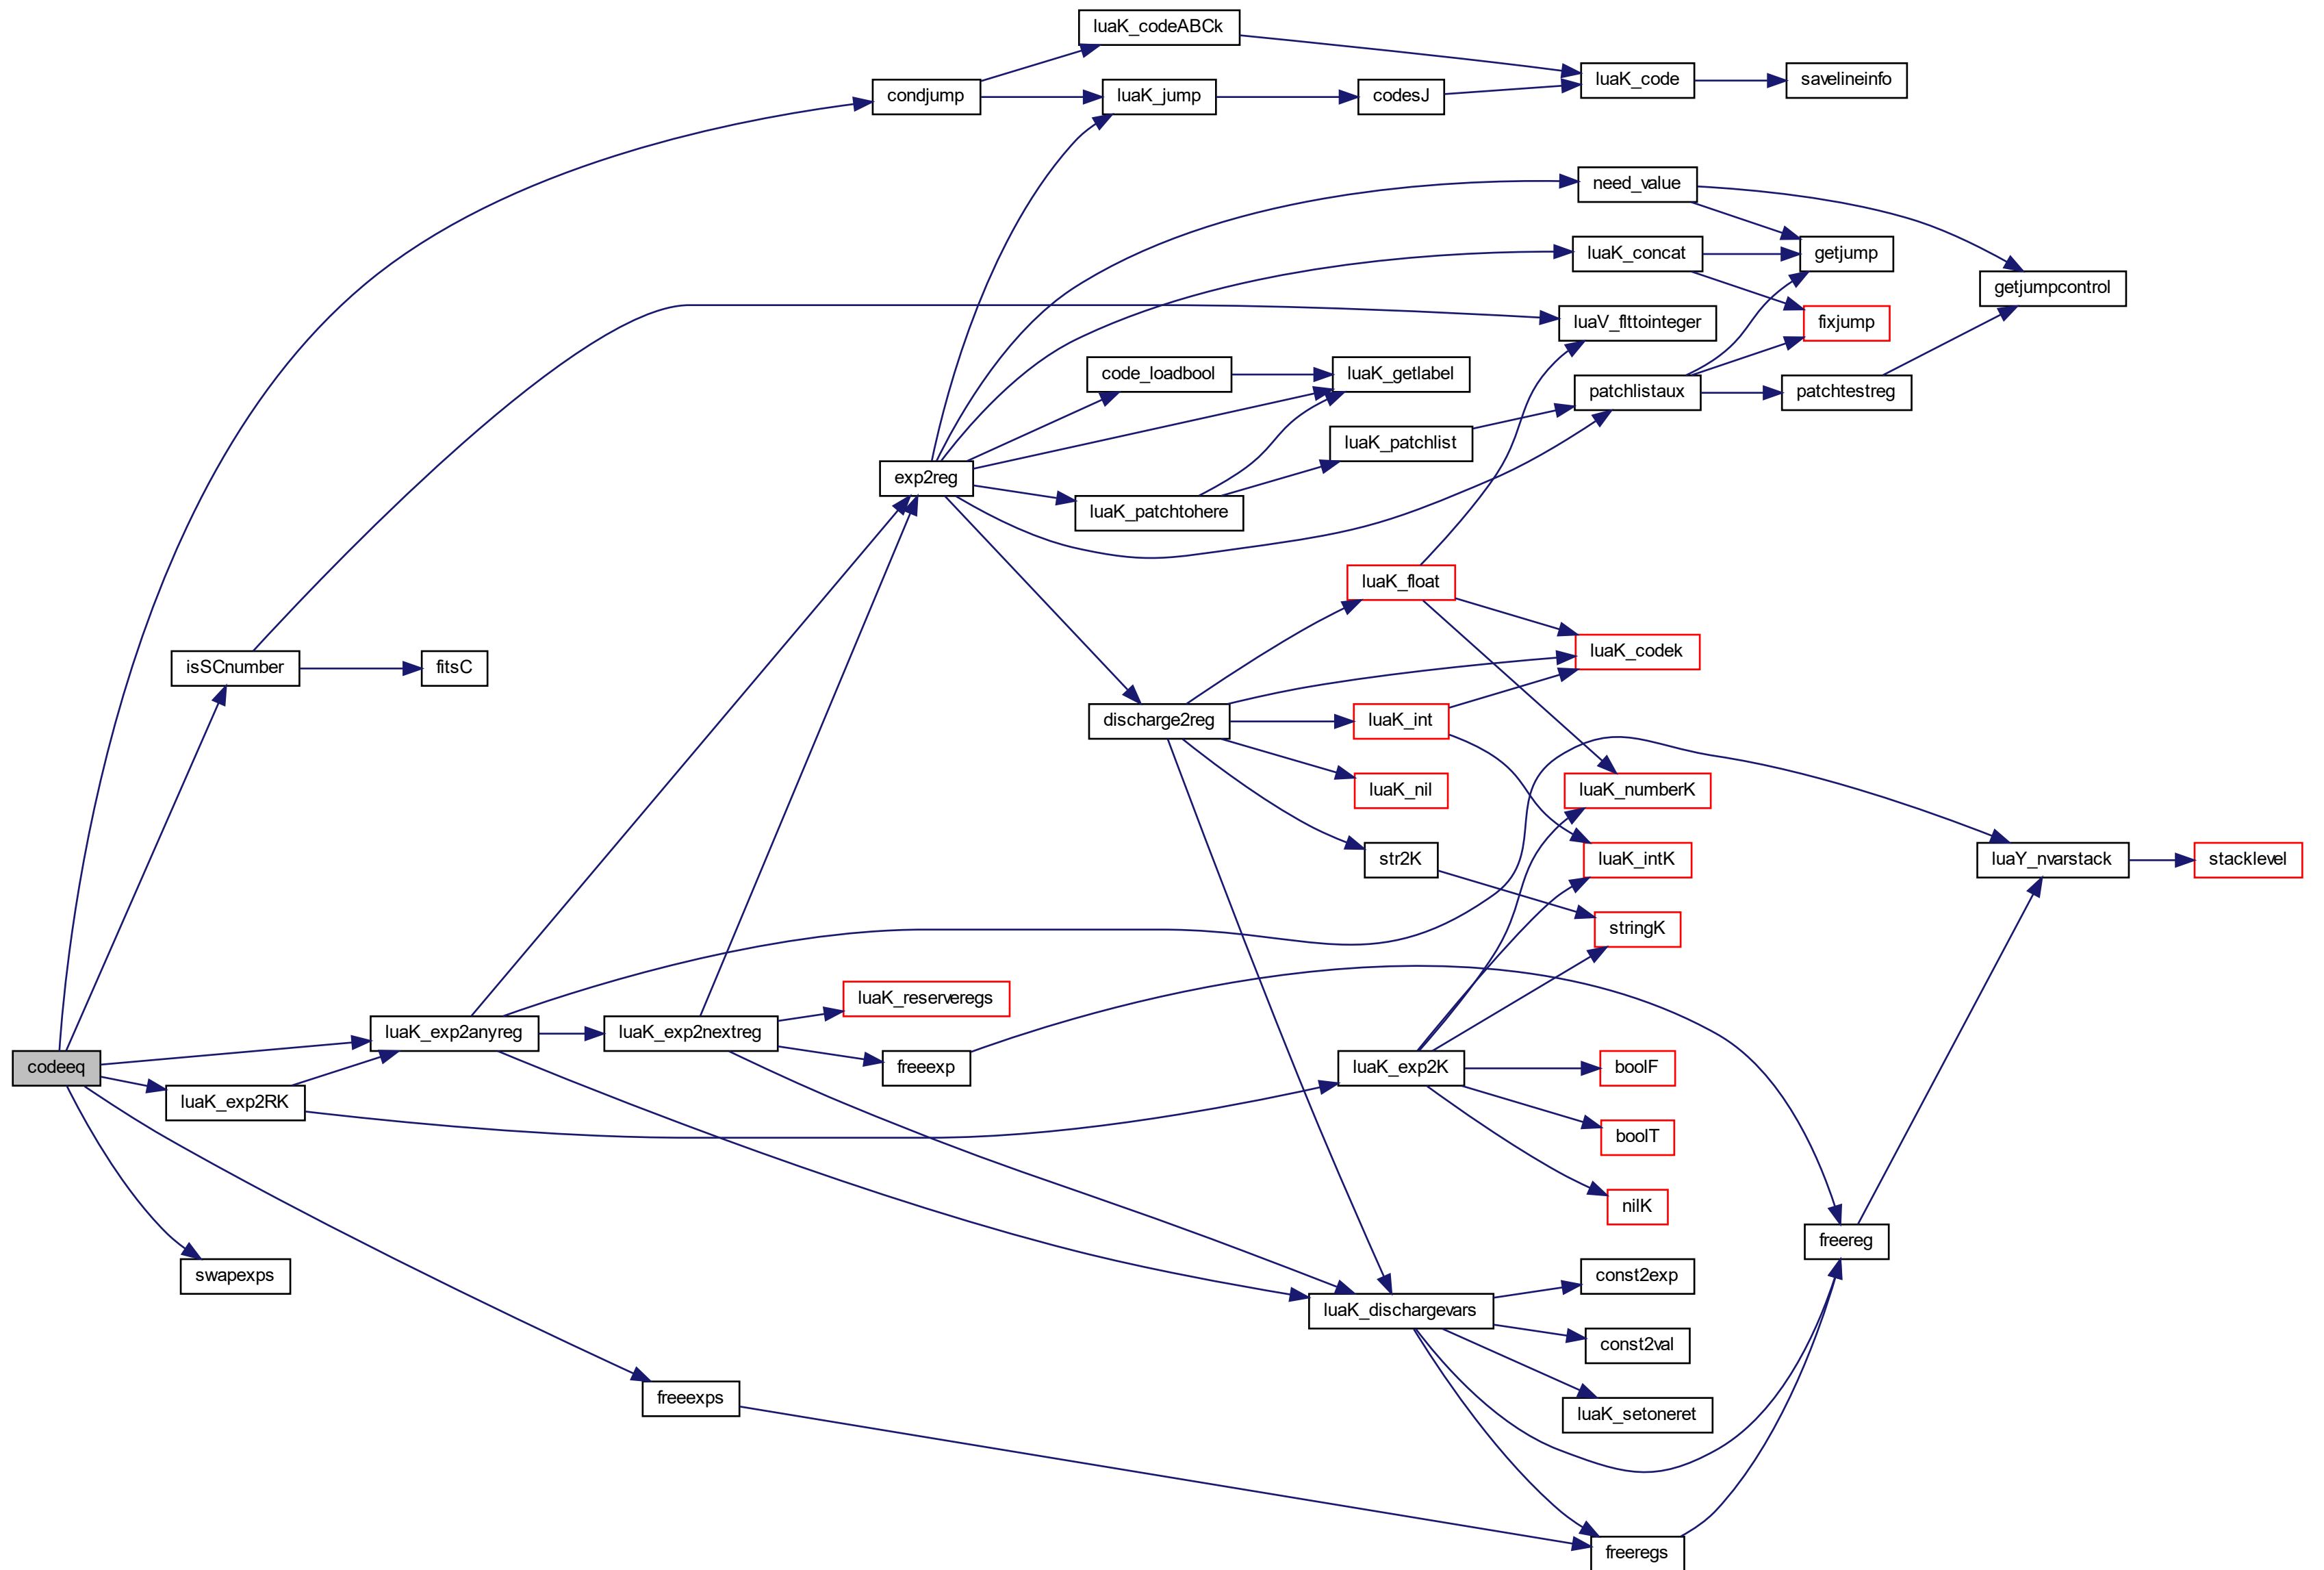 luaK_codeABCk
condjump
luaK_jump
codesJ
luaK_code
savelineinfo
need_value
luaK_concat
getjump
getjumpcontrol
luaV_flttointeger
fixjump
code_loadbool
luaK_getlabel
patchlistaux
patchtestreg
luaK_patchlist
exp2reg
luaK_patchtohere
luaK_float
isSCnumber
fitsC
luaK_codek
discharge2reg
luaK_int
luaK_nil
luaK_numberK
str2K
luaK_intK
luaY_nvarstack
stacklevel
stringK
luaK_reserveregs
luaK_exp2anyreg
luaK_exp2nextreg
codeeq
freeexp
luaK_exp2K
boolF
luaK_exp2RK
boolT
nilK
freereg
swapexps
const2exp
luaK_dischargevars
const2val
freeexps
luaK_setoneret
freeregs